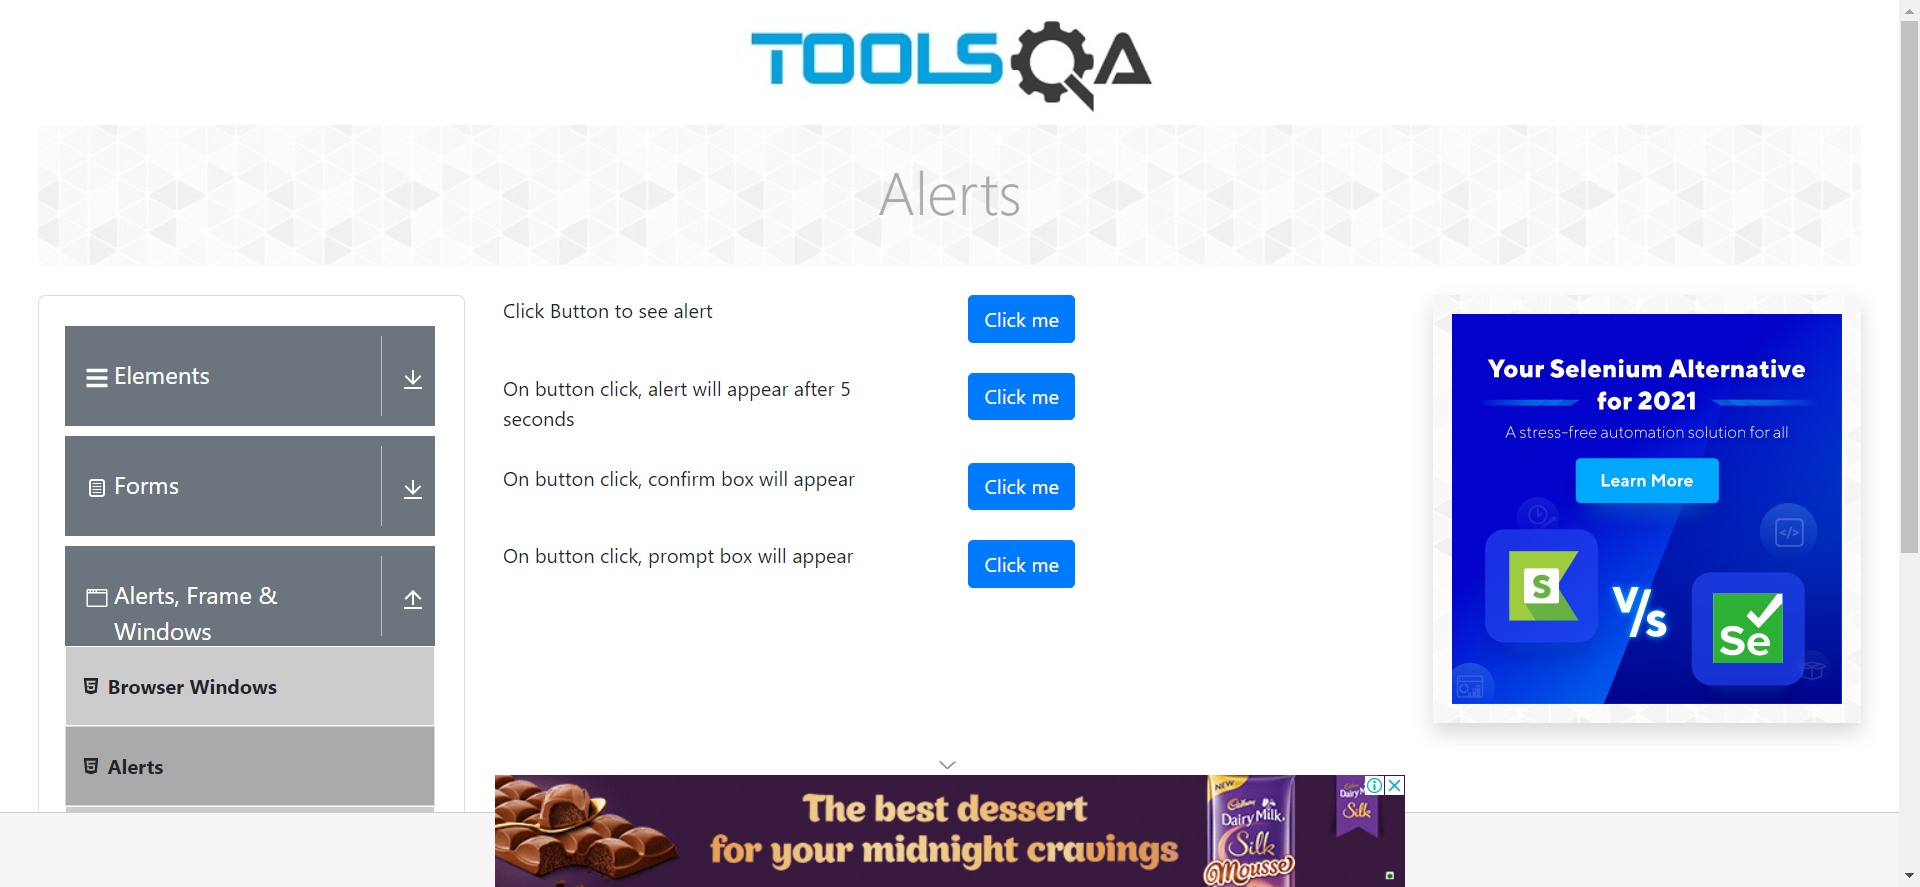 TOOLSQA
Alerts
Elements
Forms
Alerts, Frame &
Windows
Browser Windows
Alerts
Click Button to see alert
Click me
On button click, alert will appear after 5
seconds
Click me
On button click, confirm box will appear
Click me
On button click, prompt box will appear
Click me
Your Selenium Alternative
for 2021
A stress-free automation solution for all
Learn More
S
V/s
Se
The best dessert
for your midnight cravings
NEW
Cadbury
Dairy Milk
Silk
Mousse
Dairy M
Silk